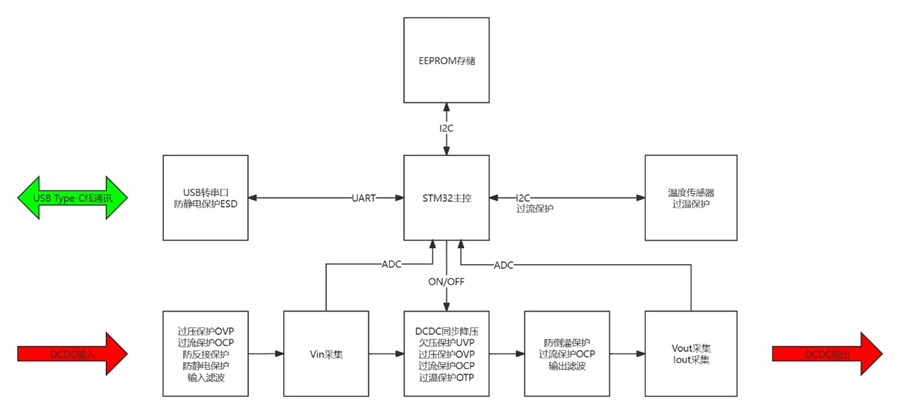 EEPROM存储
I2C
USB Type C线通讯
USB转串口
防静电保护ESD
UART
STM32主控
I2C
过流保护
温度传感器
过温保护
ADC
ON/OFF
ADC
DCDC输入
过压保护OVP
过流保护OCP
防反接保护
防静电保护
输入滤波
Vin采集
DCDC同步降压
欠压保护UVP
过压保护OVP
过流保护OCP
过温保护OTP
防倒灌保护
过流保护OCP
输出滤波
Vout采集
Iout采集
DCDC输出